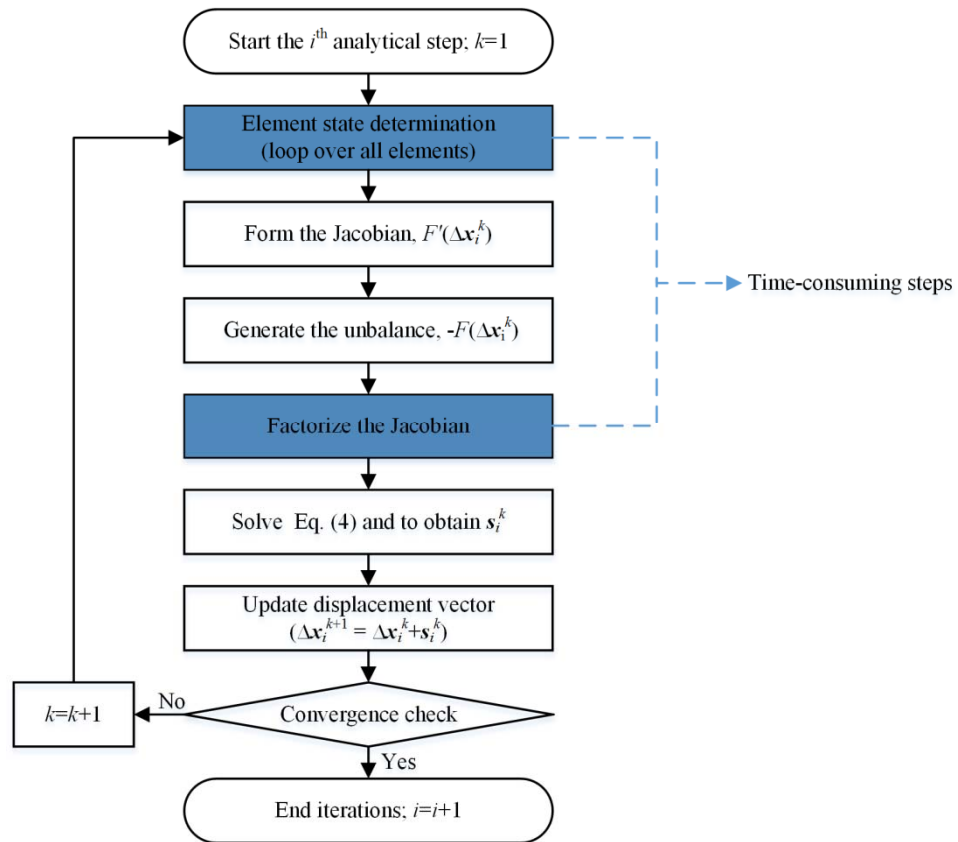 Start the iᵗʰ analytical step; k=1
Element state determination
(loop over all elements)
Form the Jacobian, F'(Δxᵢᵏ)
Generate the unbalance, -F(Δxᵢᵏ)
Time-consuming steps
Factorize the Jacobian
Solve Eq. (4) and to obtain sᵢᵏ
Update displacement vector
(Δxᵢᵏ⁺¹ = Δxᵢᵏ+sᵢᵏ)
k=k+1
No
Convergence check
Yes
End iterations; i=i+1